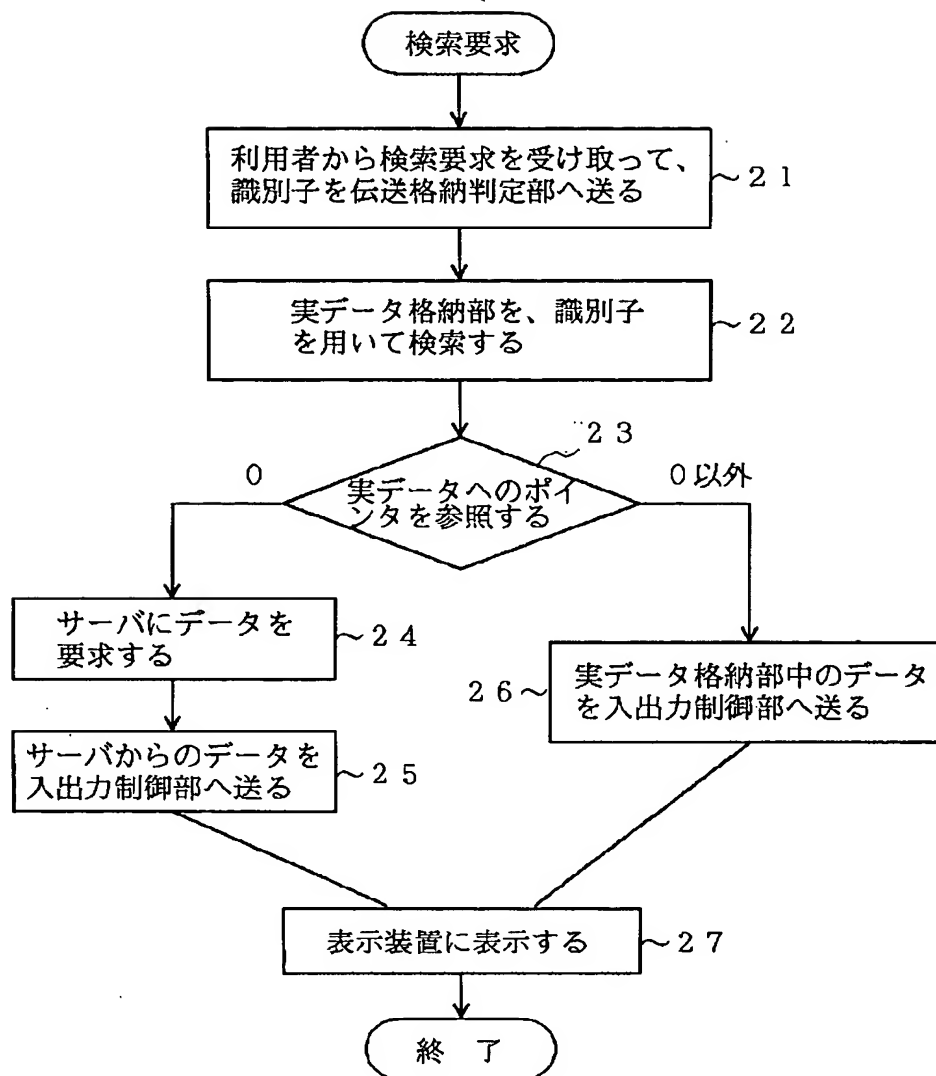 検索要求
利用者から検索要求を受け取って、
識別子を伝送格納判定部へ送る
～２１
実データ格納部を、識別子
を用いて検索する
～２２
２３
０
０以外
実データへのポイ
ンタを参照する
サーバにデータを
要求する
～２４
２６～
実データ格納部中のデータ
を入出力制御部へ送る
サーバからのデータを
入出力制御部へ送る
～２５
表示装置に表示する
～２７
終　了